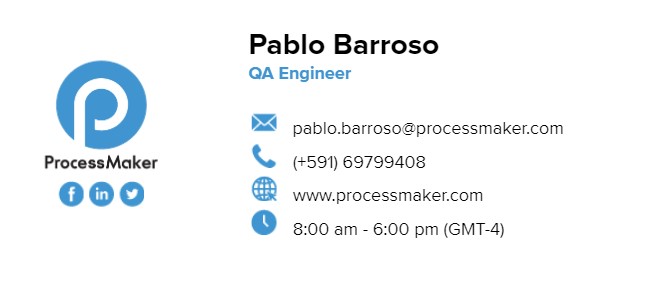 Pablo Barroso
QA Engineer
ProcessMaker
pablo.barroso@processmaker.com
(+591) 69799408
www.processmaker.com
8:00 am - 6:00 pm (GMT-4)